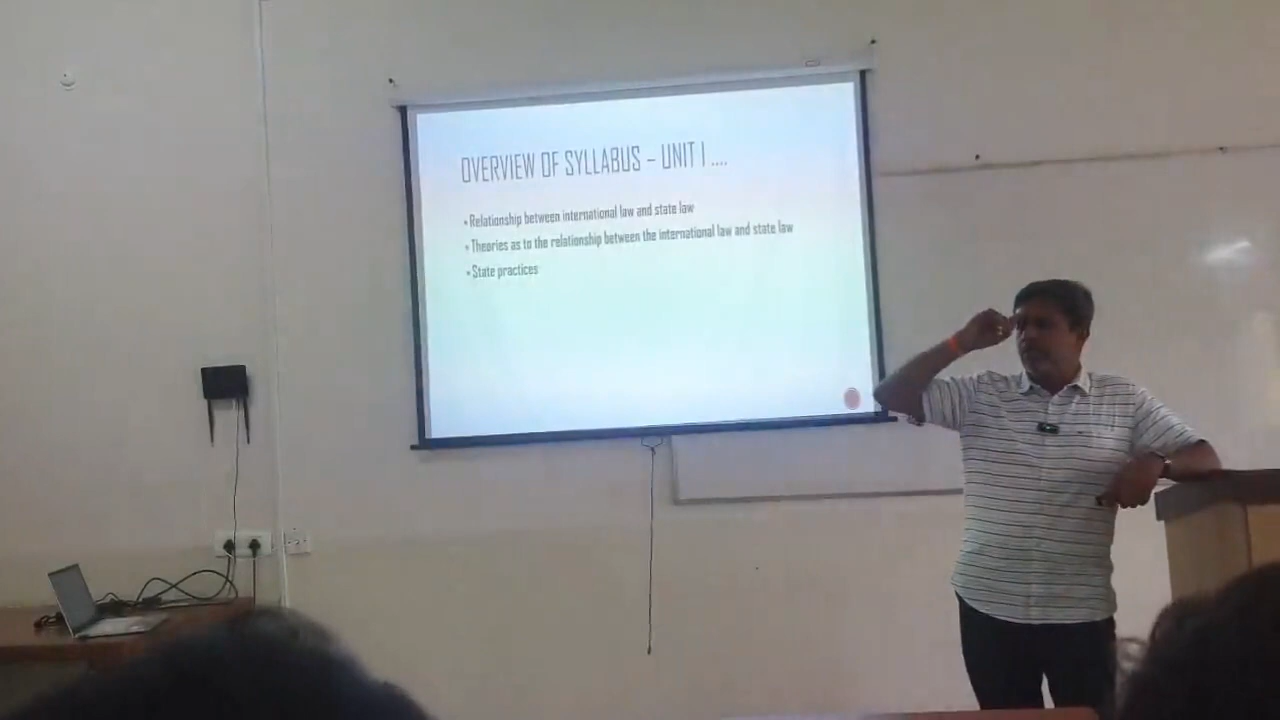 OVERVIEW OF SYLLABUS – UNIT I ....
• Relationship between international law and state law
• Theories as to the relationship between the international law and state law
• State practices